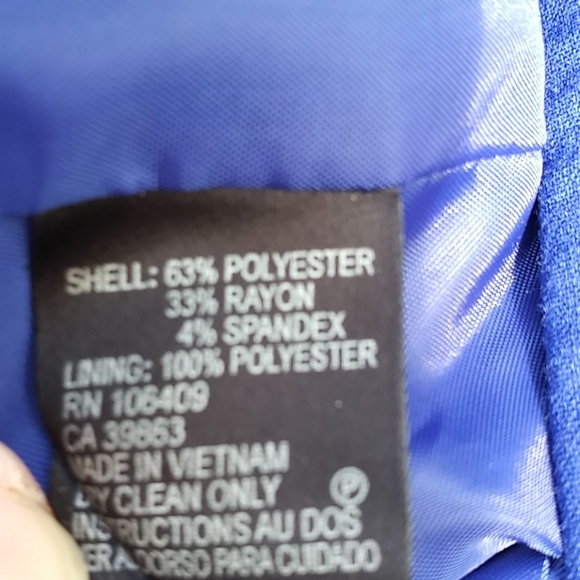 SHELL: 63% POLYESTER
33% RAYON
4% SPANDEX
LINING: 100% POLYESTER
RN 106409
CA 39863
MADE IN VIETNAM
CLEAN ONLY Ⓟ
INSTRUCTIONS AU DOS
PARA CUIDADO